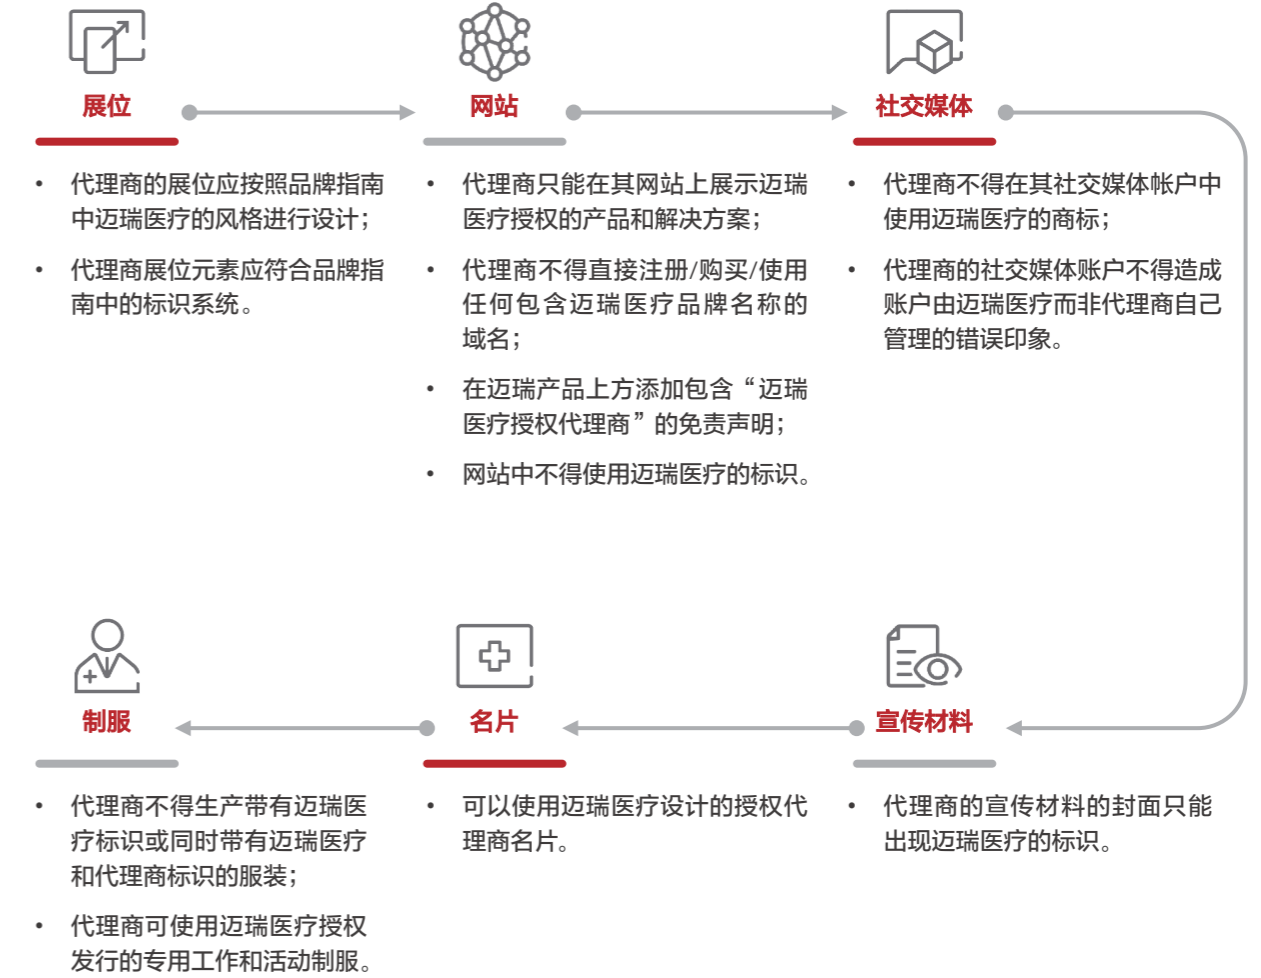 展位
• 代理商的展位应按照品牌指南
中迈瑞医疗的风格进行设计；
• 代理商展位元素应符合品牌指
南中的标识系统。
网站
• 代理商只能在其网站上展示迈瑞
医疗授权的产品和解决方案；
• 代理商不得直接注册/购买/使用
任何包含迈瑞医疗品牌名称的
域名；
• 在迈瑞产品上方添加包含“迈瑞
医疗授权代理商”的免责声明；
• 网站中不得使用迈瑞医疗的标识。
社交媒体
• 代理商不得在其社交媒体帐户中
使用迈瑞医疗的商标；
• 代理商的社交媒体账户不得造成
账户由迈瑞医疗而非代理商自己
管理的错误印象。
宣传材料
• 代理商的宣传材料的封面只能
出现迈瑞医疗的标识。
名片
• 可以使用迈瑞医疗设计的授权代
理商名片。
制服
• 代理商不得生产带有迈瑞医
疗标识或同时带有迈瑞医疗
和代理商标识的服装；
• 代理商可使用迈瑞医疗授权
发行的专用工作和活动制服。